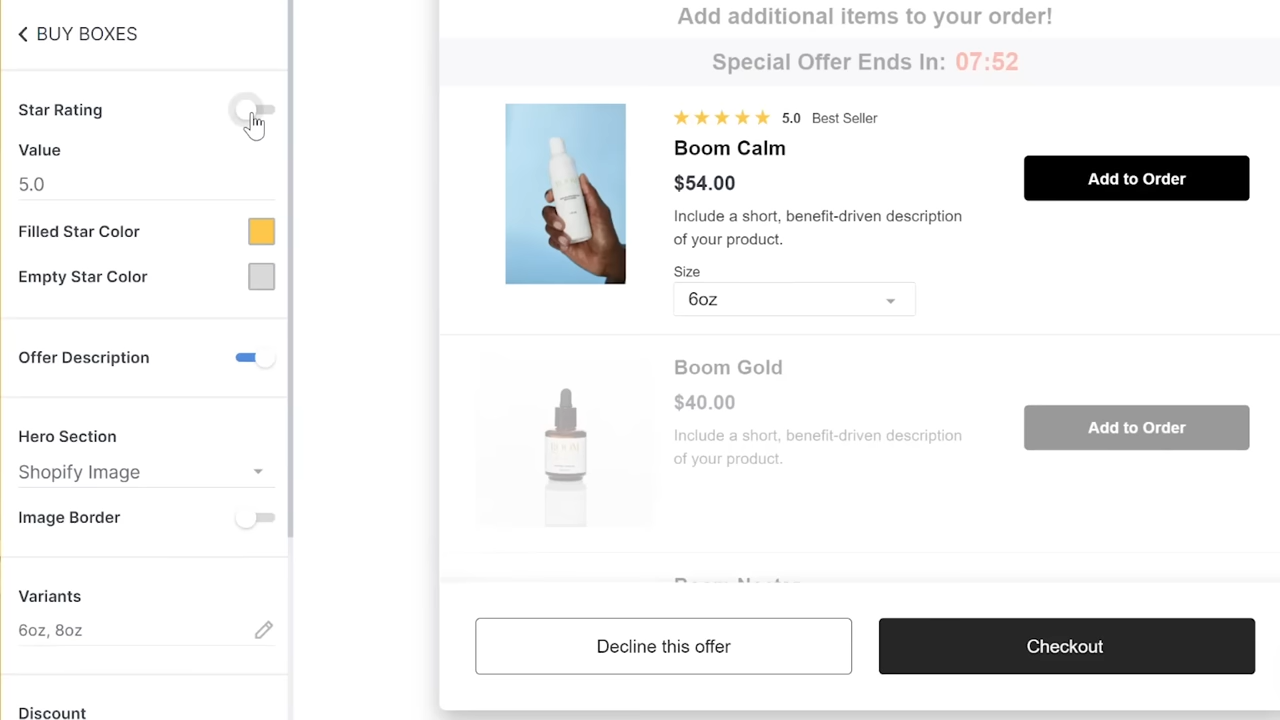 BUY BOXES
Star Rating
Value
5.0
Filled Star Color
Empty Star Color
Offer Description
Hero Section
Shopify Image
Image Border
Variants
6oz, 8oz
Discount
Add additional items to your order!
Special Offer Ends In: 07:52
5.0 Best Seller
Boom Calm
$54.00
Include a short, benefit-driven description
of your product.
Size
6oz
Add to Order
Boom Gold
$40.00
Include a short, benefit-driven description
of your product.
Add to Order
Decline this offer
Checkout